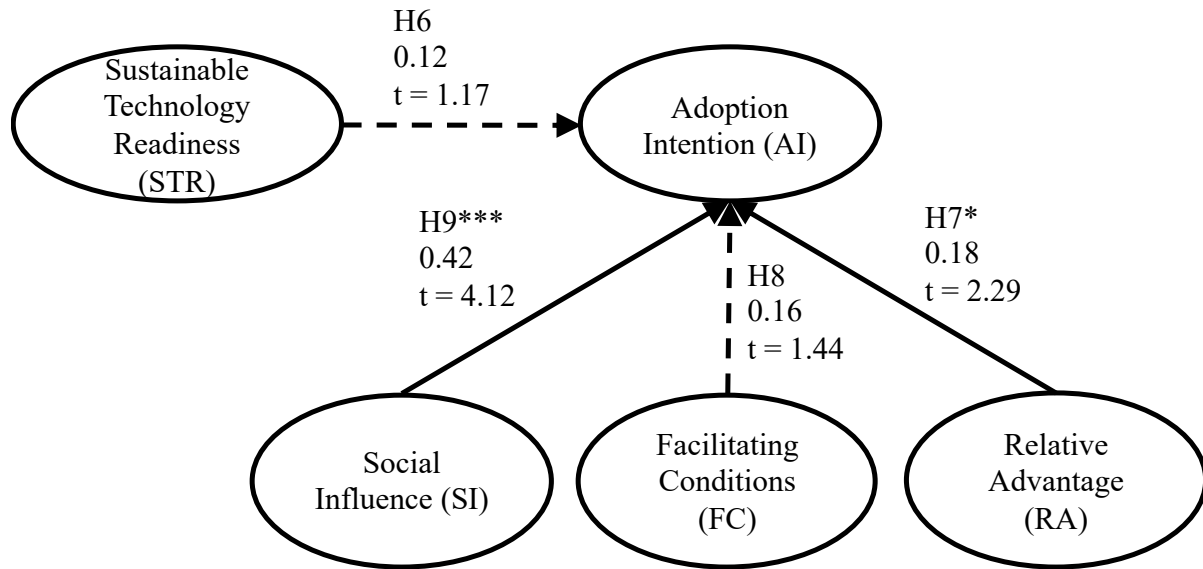 H6
0.12
t = 1.17
Sustainable
Technology
Readiness
(STR)
Adoption
Intention (AI)
H9***
0.42
t = 4.12
H8
0.16
t = 1.44
H7*
0.18
t = 2.29
Social
Influence (SI)
Facilitating
Conditions
(FC)
Relative
Advantage
(RA)